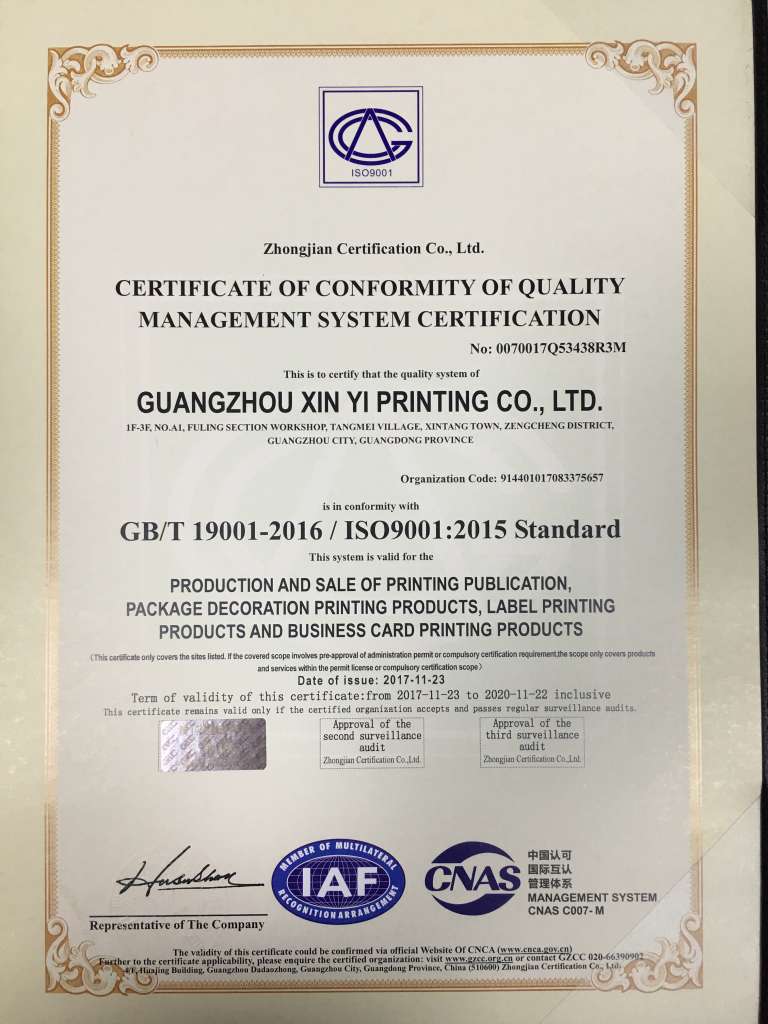 ISO9001
Zhongjian Certification Co., Ltd.
CERTIFICATE OF CONFORMITY OF QUALITY
MANAGEMENT SYSTEM CERTIFICATION
No: 0070017Q53438R3M
This is to certify that the quality system of
GUANGZHOU XIN YI PRINTING CO., LTD.
1F-3F, NO.A1, FULING SECTION WORKSHOP, TANGMEI VILLAGE, XINTANG TOWN, ZENGCHENG DISTRICT,
GUANGZHOU CITY, GUANGDONG PROVINCE
Organization Code: 914401017083375657
is in conformity with
GB/T 19001-2016 / ISO9001:2015 Standard
This system is valid for the
PRODUCTION AND SALE OF PRINTING PUBLICATION,
PACKAGE DECORATION PRINTING PRODUCTS, LABEL PRINTING
PRODUCTS AND BUSINESS CARD PRINTING PRODUCTS
(This certificate only covers the sites listed. If the covered scope involves pre-approval of administration permit or compulsory certification requirement,the scope only covers products
and services within the permit license or compulsory certification scope)
Date of issue: 2017-11-23
Term of validity of this certificate:from 2017-11-23 to 2020-11-22 inclusive
This certificate remains valid only if the certified organization accepts and passes regular surveillance audits.
Approval of the
second surveillance
audit
Zhongjian Certification Co.,Ltd.
Approval of the
third surveillance
audit
Zhongjian Certification Co.,Ltd.
Representative of The Company
MEMBER OF MULTILATERAL
IAF
RECOGNITION ARRANGEMENT
CNAS
中国认可
国际互认
管理体系
MANAGEMENT SYSTEM
CNAS C007-M
The validity of this certificate could be confirmed via official Website Of CNCA (www.cnca.gov.cn)
Further to the certificate applicability, please enquire the certified organization: visit www.gzcc.org.cn or contact GZCC 020-66390902
4/F, Huajing Building, Guangzhou Dadaozhong, Guangzhou City, Guangdong Province, China (510600) Zhongjian Certification Co., Ltd.